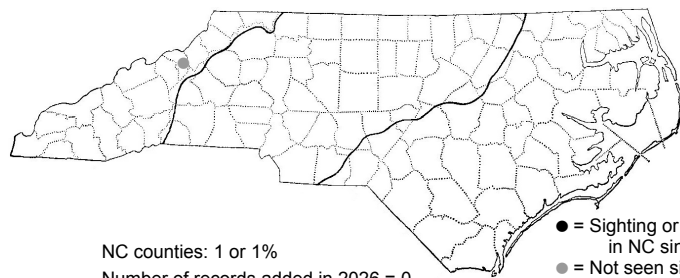 NC counties: 1 or 1%
Number of records added in 2026 = 0
● = Sighting or
in NC sin
● = Not seen si